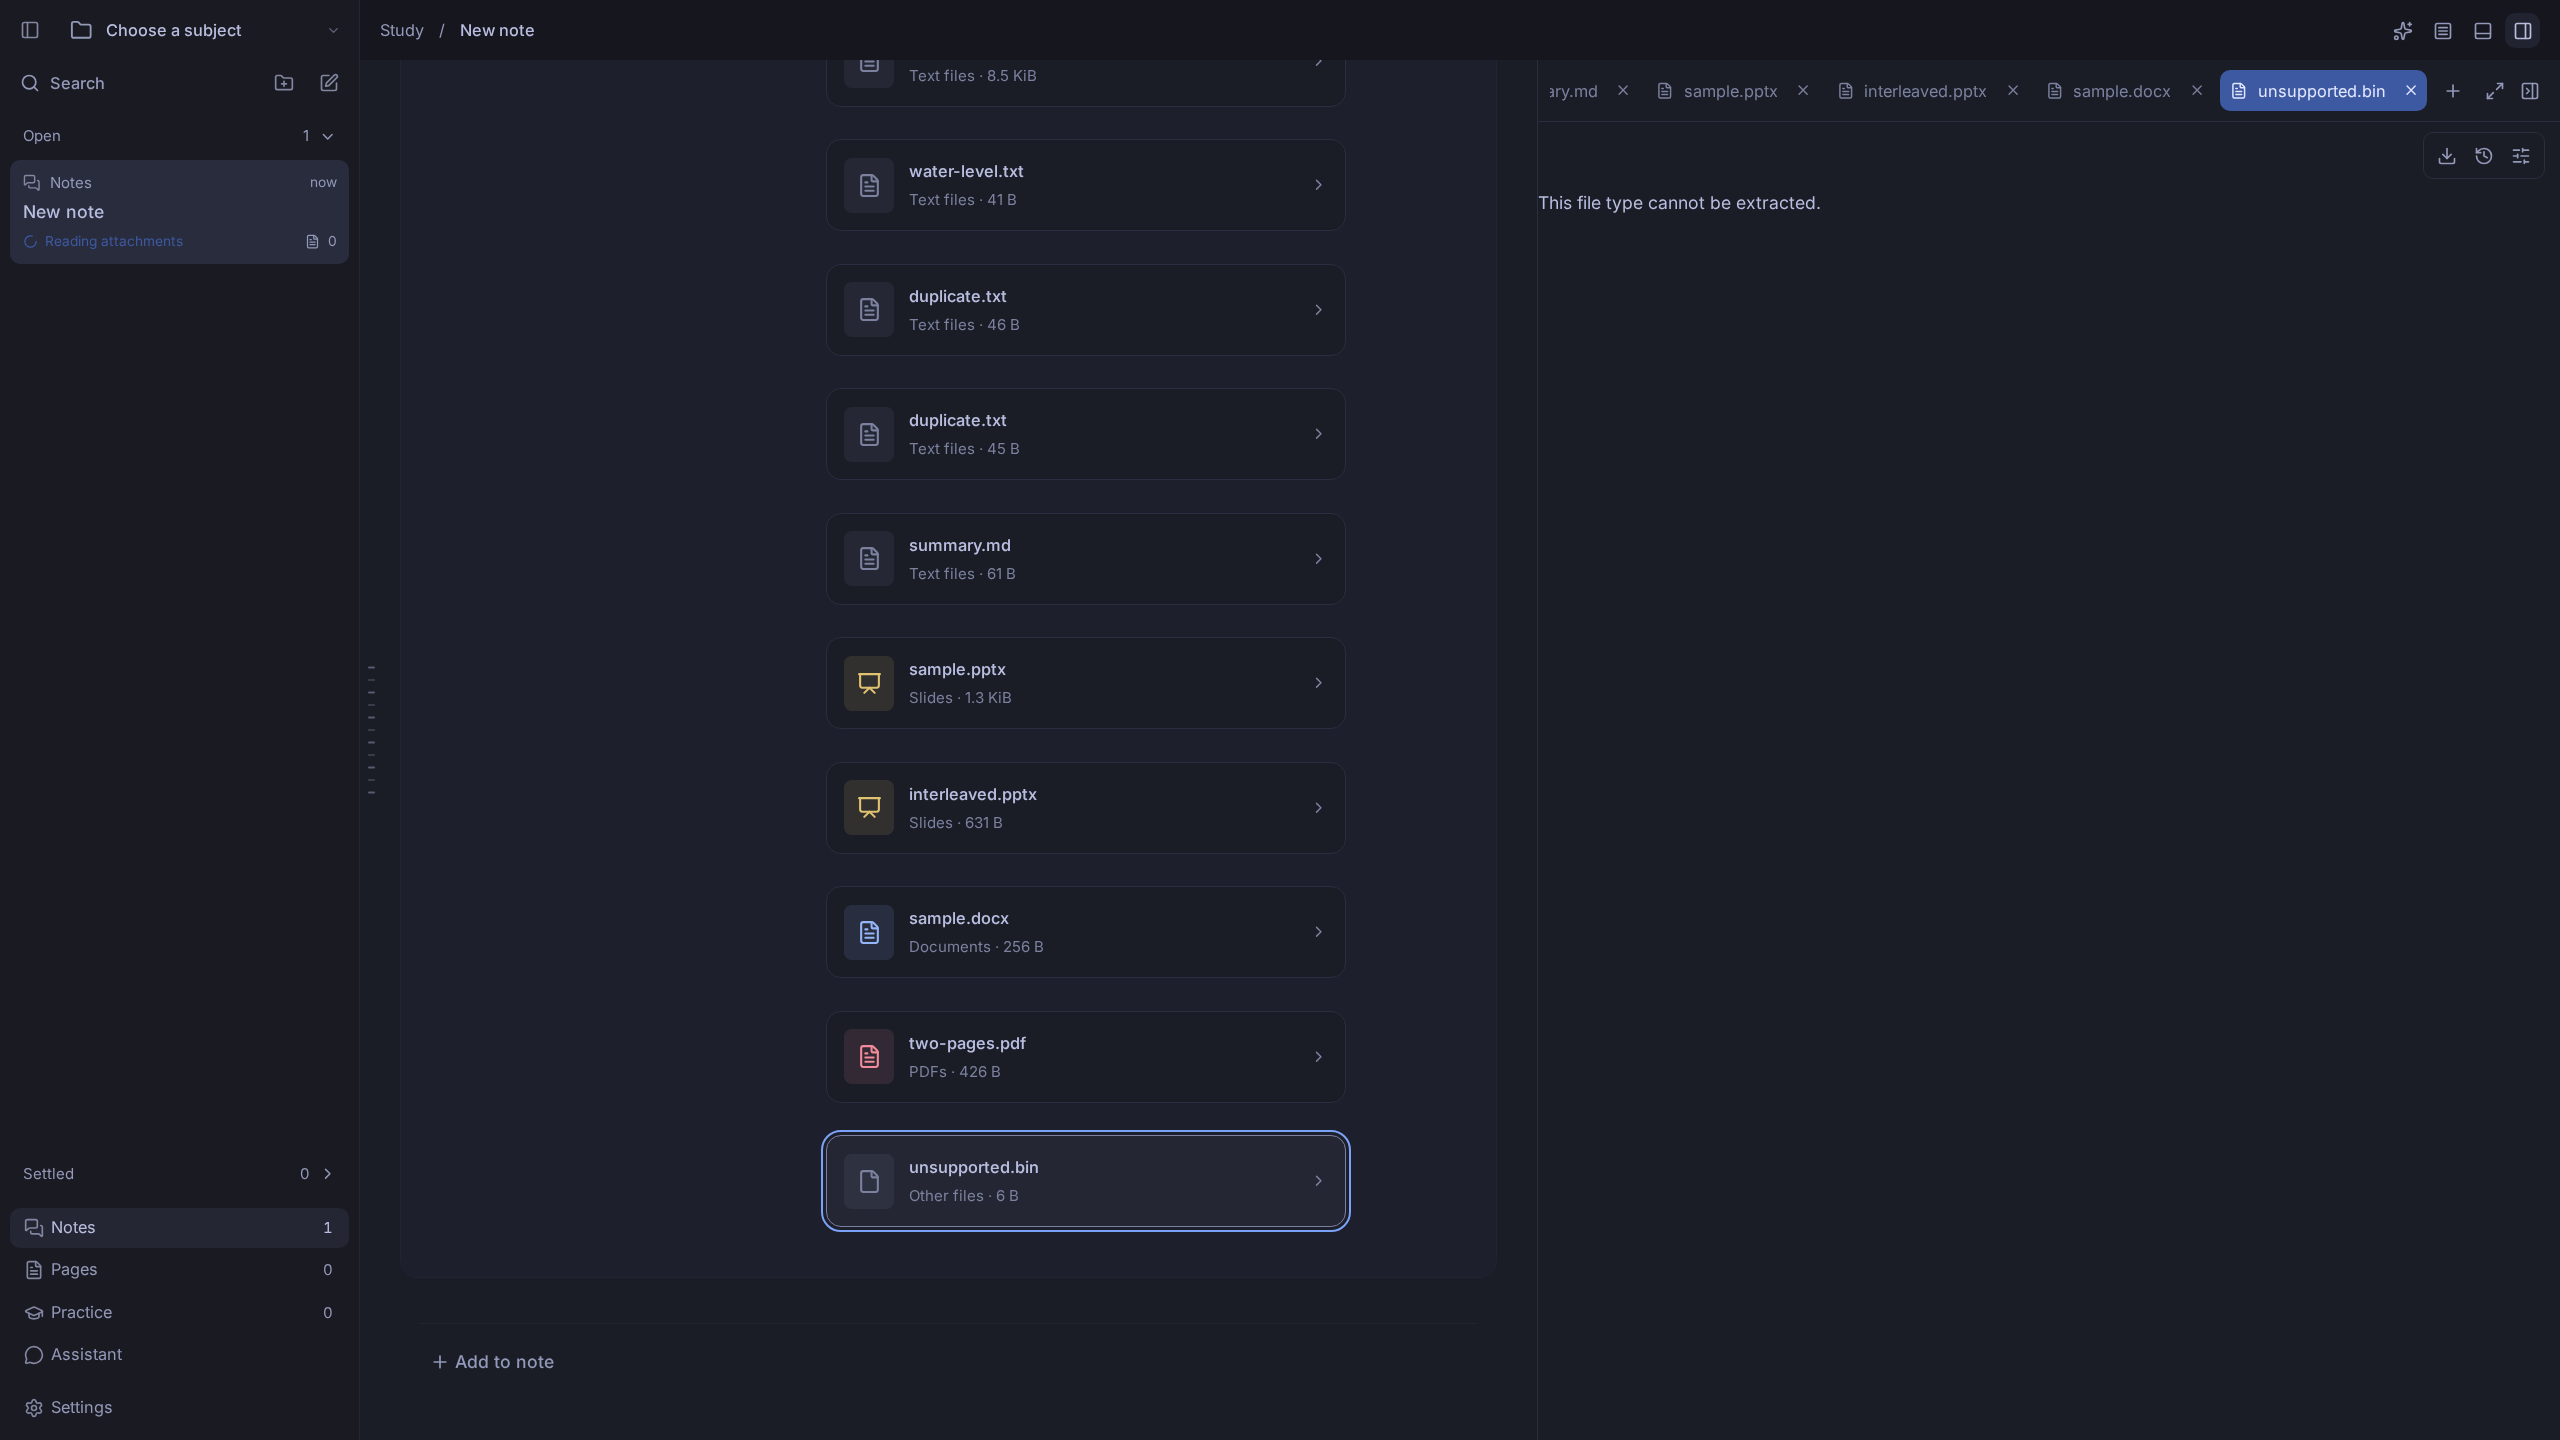 Choose a subject
Search
Open 1
Notes now
New note
Reading attachments 0
Settled 0
Notes 1
Pages 0
Practice 0
Assistant
Settings
Study / New note
Text files · 8.5 KiB
water-level.txt
Text files · 41 B
duplicate.txt
Text files · 46 B
duplicate.txt
Text files · 45 B
summary.md
Text files · 61 B
sample.pptx
Slides · 1.3 KiB
interleaved.pptx
Slides · 631 B
sample.docx
Documents · 256 B
two-pages.pdf
PDFs · 426 B
unsupported.bin
Other files · 6 B
Add to note
ary.md sample.pptx interleaved.pptx sample.docx unsupported.bin
This file type cannot be extracted.